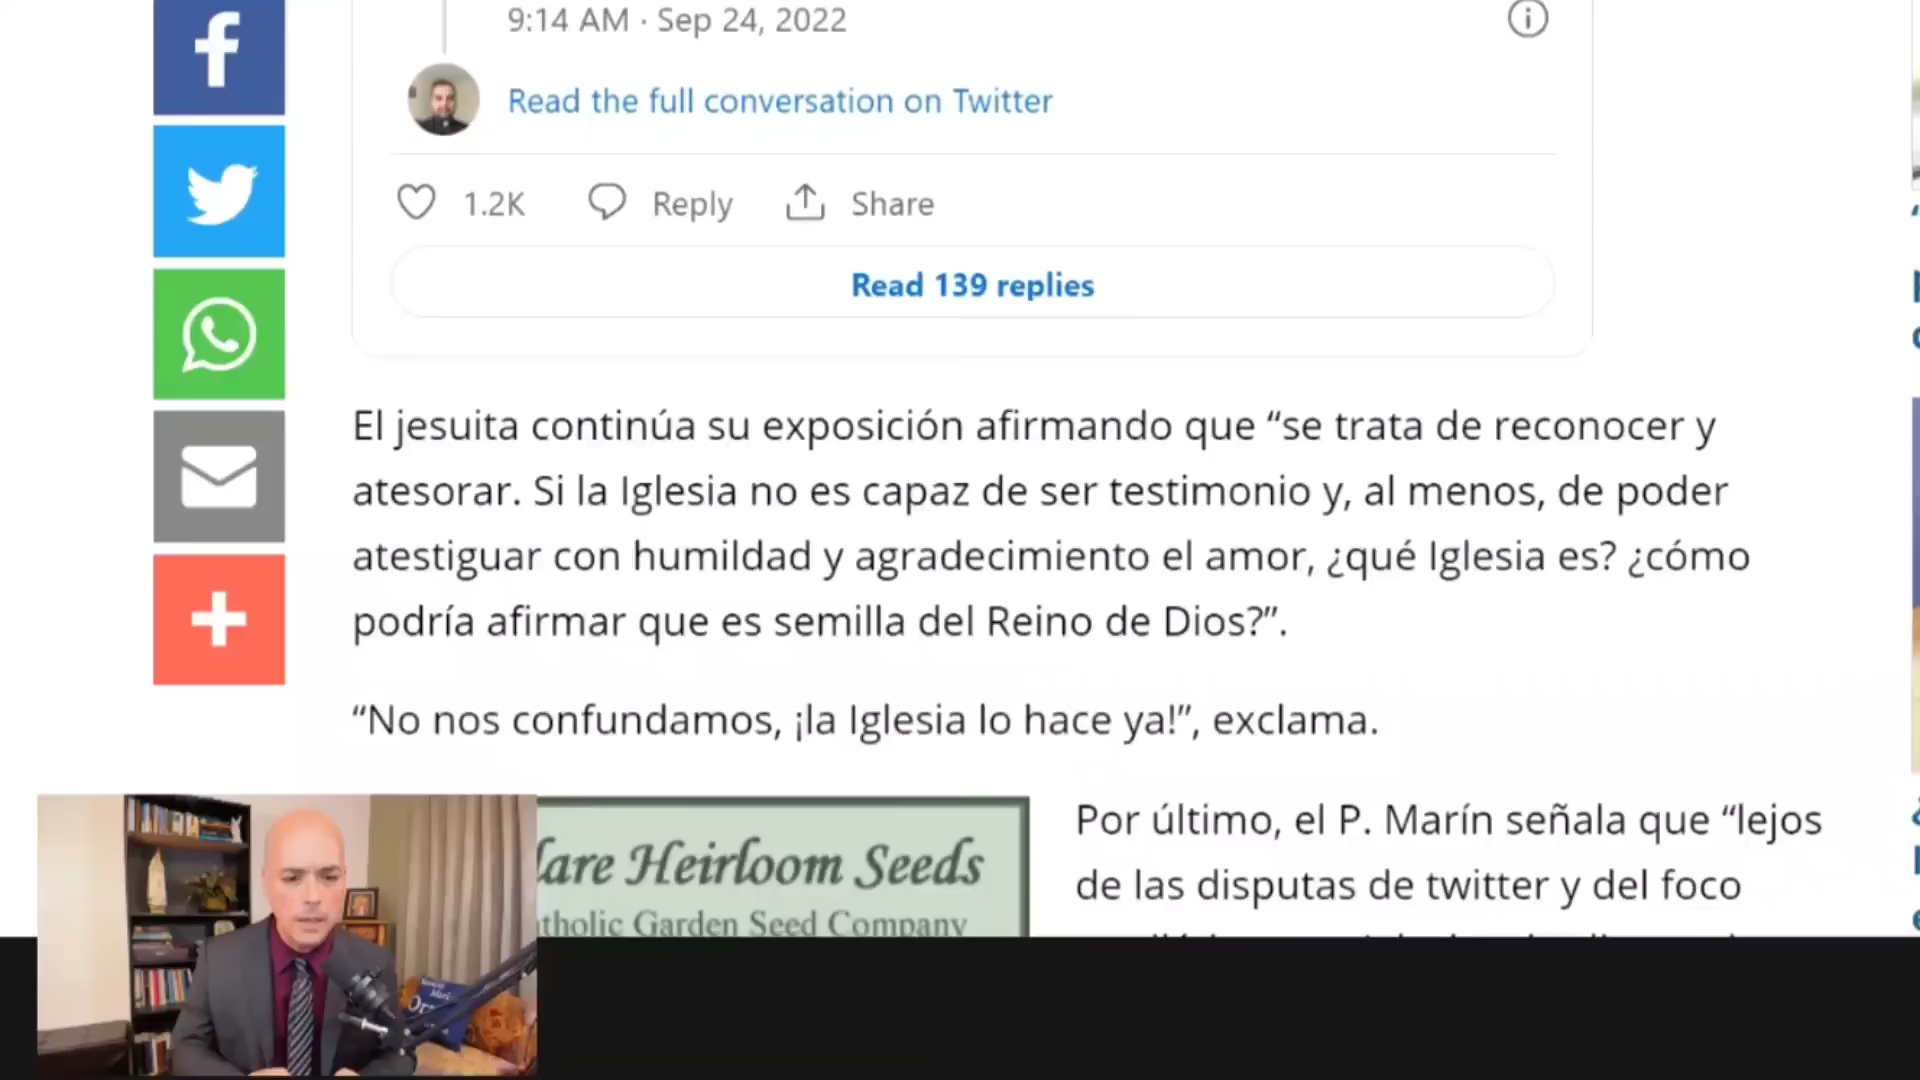 9:14 AM · Sep 24, 2022
Read the full conversation on Twitter
1.2K Reply Share
Read 139 replies
El jesuita continúa su exposición afirmando que “se trata de reconocer y
atesorar. Si la Iglesia no es capaz de ser testimonio y, al menos, de poder
atestiguar con humildad y agradecimiento el amor, ¿qué Iglesia es? ¿cómo
podría afirmar que es semilla del Reino de Dios?”.
“No nos confundamos, ¡la Iglesia lo hace ya!”, exclama.
Heirloom Seeds
Garden Seed Company
Por último, el P. Marín señala que “lejos
de las disputas de twitter y del foco